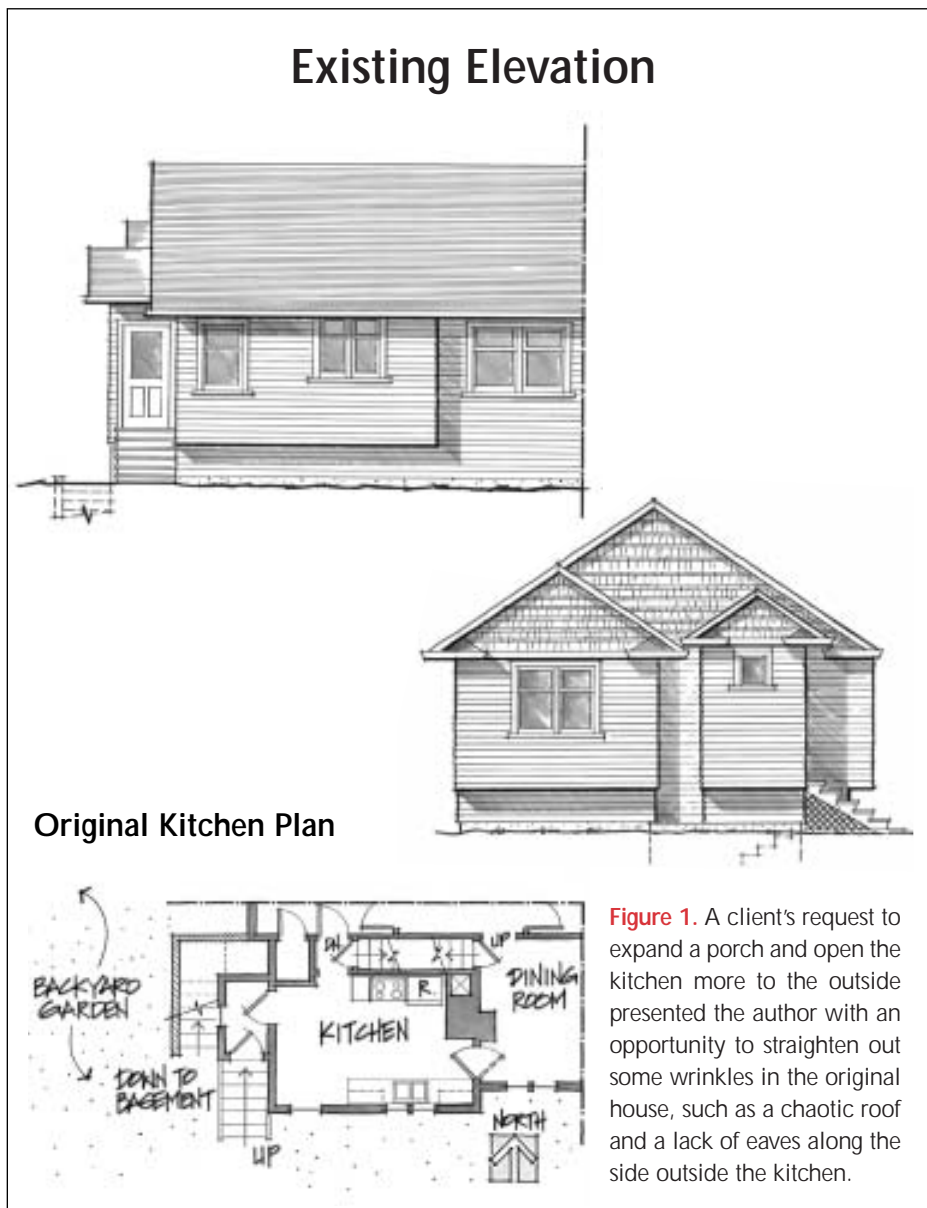 Existing Elevation
Original Kitchen Plan
BACKYARD
GARDEN
DOWN TO
BASEMENT
UP
DN
UP
R.
KITCHEN
DINING
ROOM
NORTH
Figure 1. A client's request to
expand a porch and open the
kitchen more to the outside
presented the author with an
opportunity to straighten out
some wrinkles in the original
house, such as a chaotic roof
and a lack of eaves along the
side outside the kitchen.